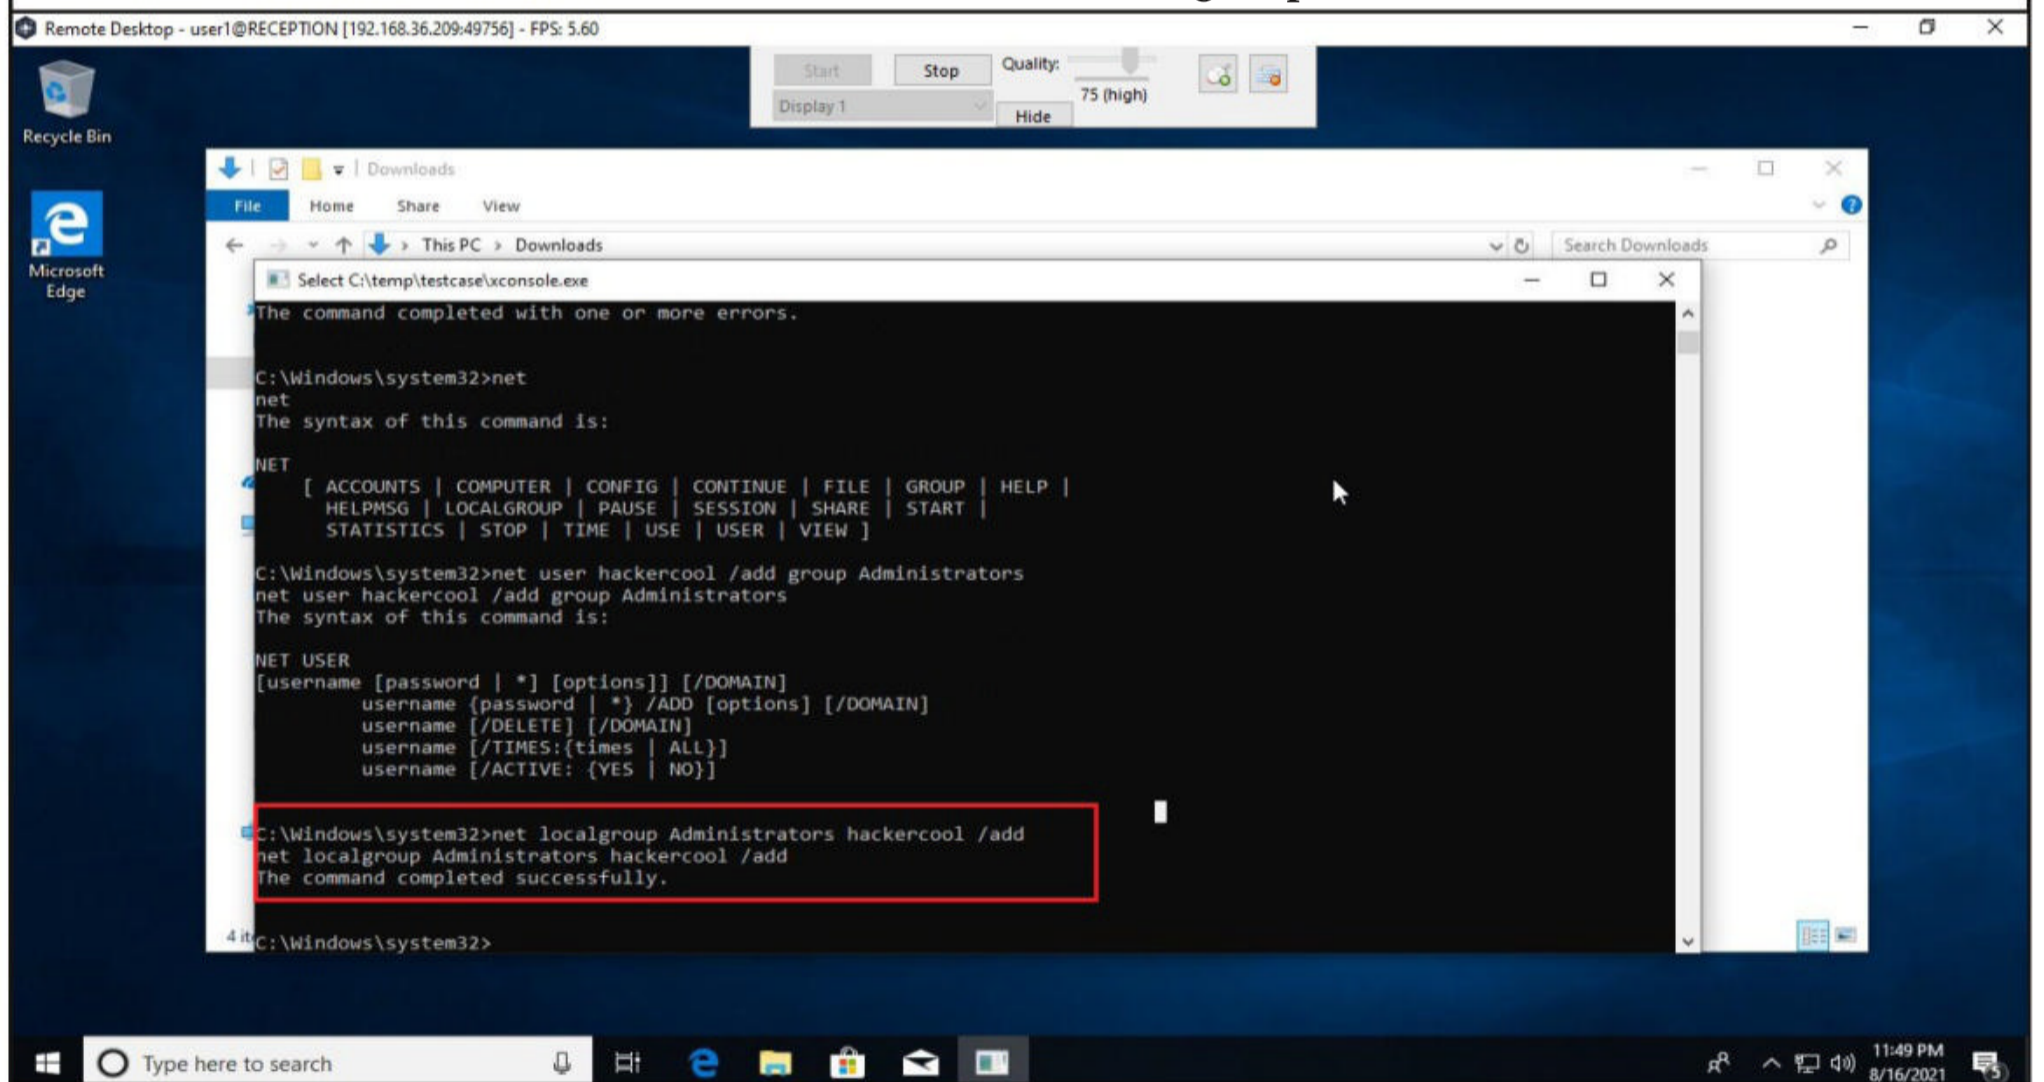 Remote Desktop - user1@RECEPTION [192.168.36.209:49756] - FPS: 5.60
Start
Stop
Quality:
75 (high)
Display 1
Hide
Recycle Bin
Microsoft
Edge
Downloads
File Home Share View
This PC > Downloads
Search Downloads
Select C:\temp\testcase\xconsole.exe
The command completed with one or more errors.
C:\Windows\system32>net
net
The syntax of this command is:
NET
[ ACCOUNTS | COMPUTER | CONFIG | CONTINUE | FILE | GROUP | HELP |
HELPMSG | LOCALGROUP | PAUSE | SESSION | SHARE | START |
STATISTICS | STOP | TIME | USE | USER | VIEW ]
C:\Windows\system32>net user hackercool /add group Administrators
net user hackercool /add group Administrators
The syntax of this command is:
NET USER
[username [password | *] [options]] [/DOMAIN]
username {password | *} /ADD [options] [/DOMAIN]
username [/DELETE] [/DOMAIN]
username [/TIMES:{times | ALL}]
username [/ACTIVE: {YES | NO}]
C:\Windows\system32>net localgroup Administrators hackercool /add
net localgroup Administrators hackercool /add
The command completed successfully.
C:\Windows\system32>
Type here to search
11:49 PM
8/16/2021